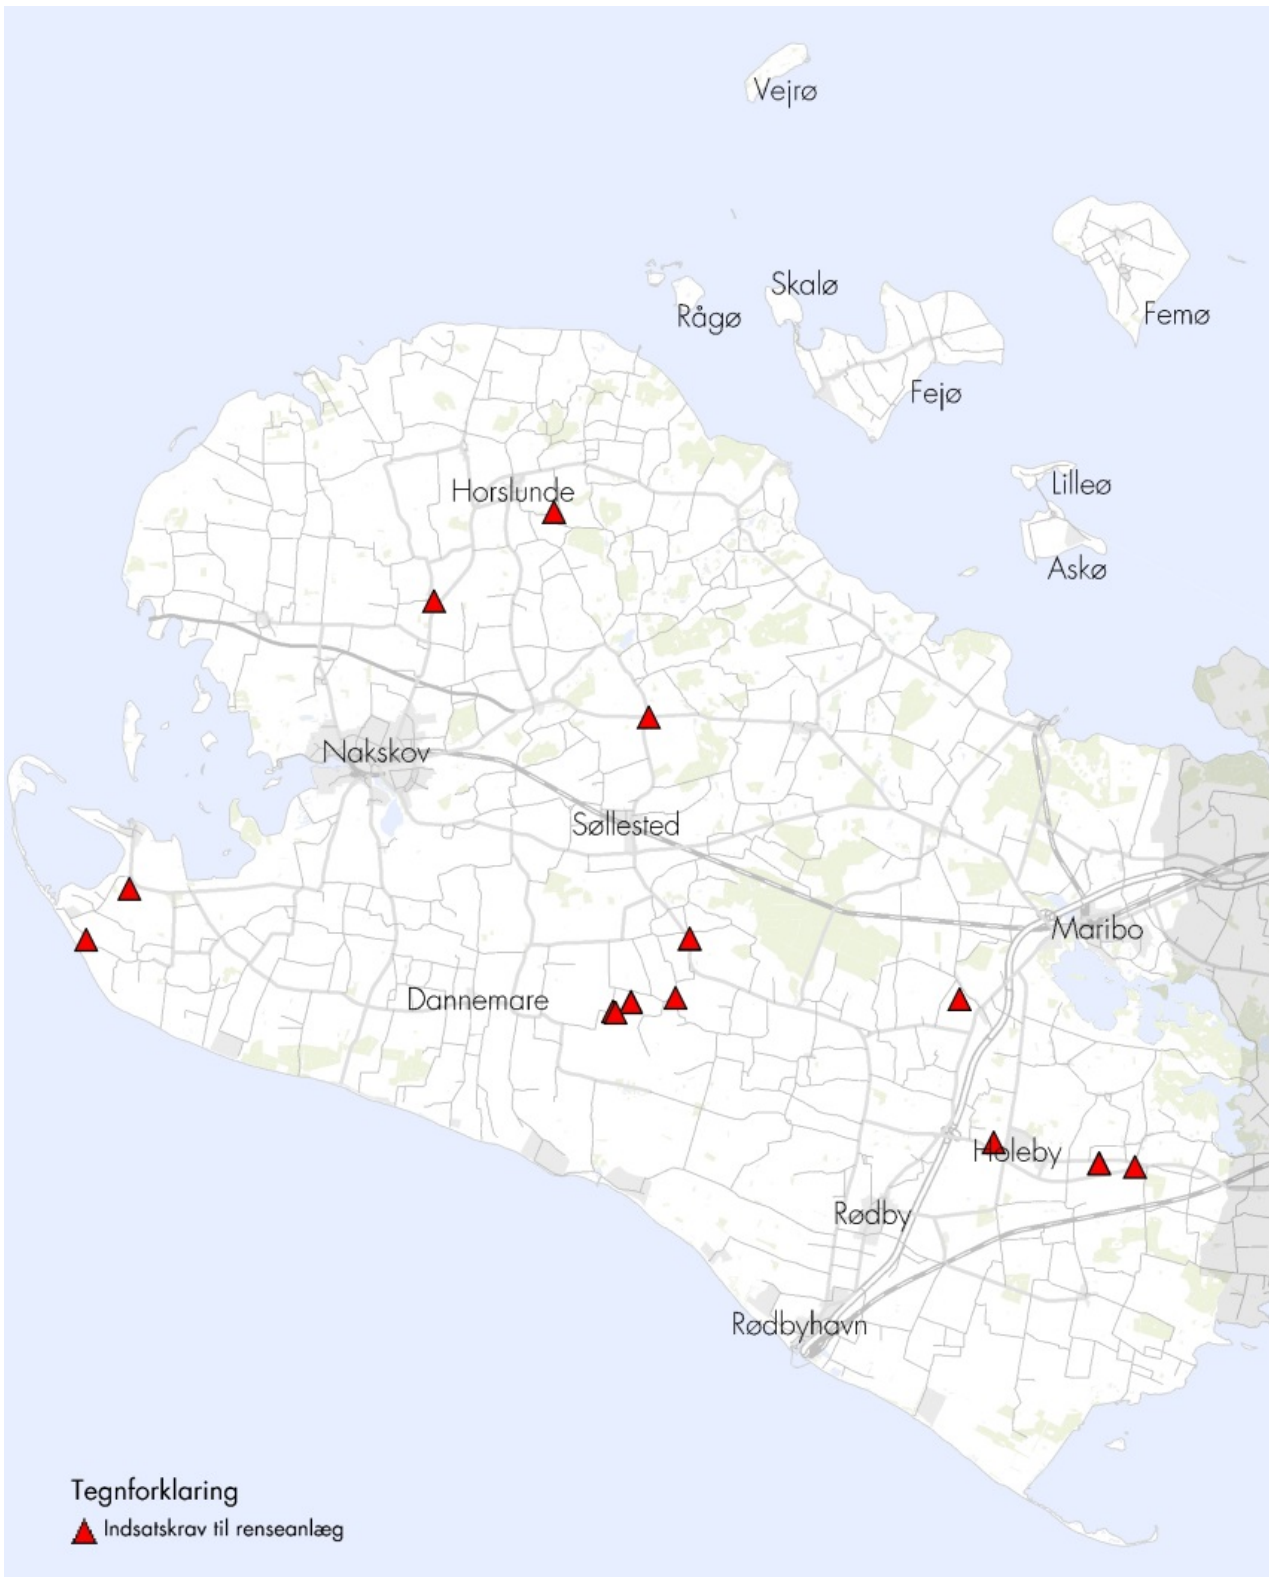 Vejrø
Skalø
Rågø
Femø
Fejø
Lilleø
Horslunde
Askø
Nakskov
Søllested
Maribo
Dannemare
Holeby
Rødby
Rødbyhavn
Tegnforklaring
Indsatskrav til renseanlæg